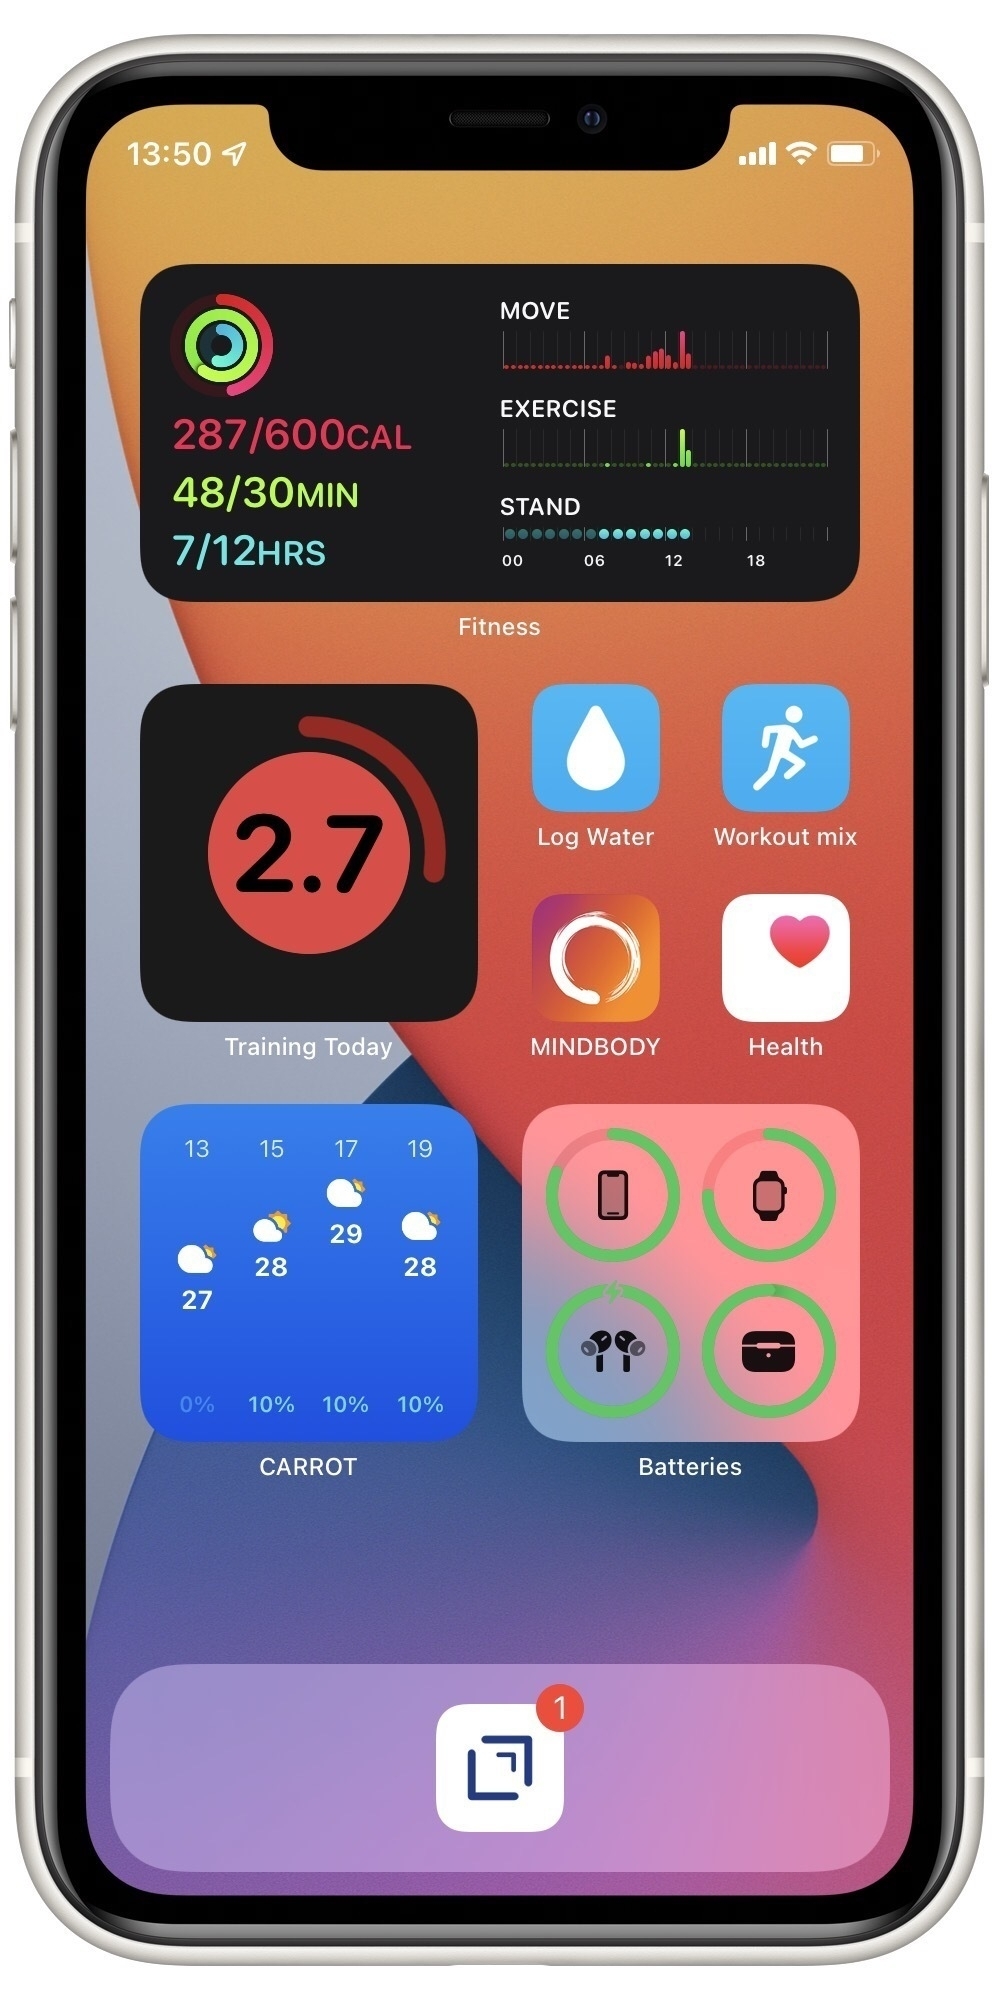 13:50
MOVE
287/600CAL
EXERCISE
48/30MIN
STAND
7/12HRS
00 06 12 18
Fitness
2.7
Training Today
Log Water
Workout mix
MINDBODY
Health
13 15 17 19
27 28 29 28
0% 10% 10% 10%
CARROT
Batteries
1